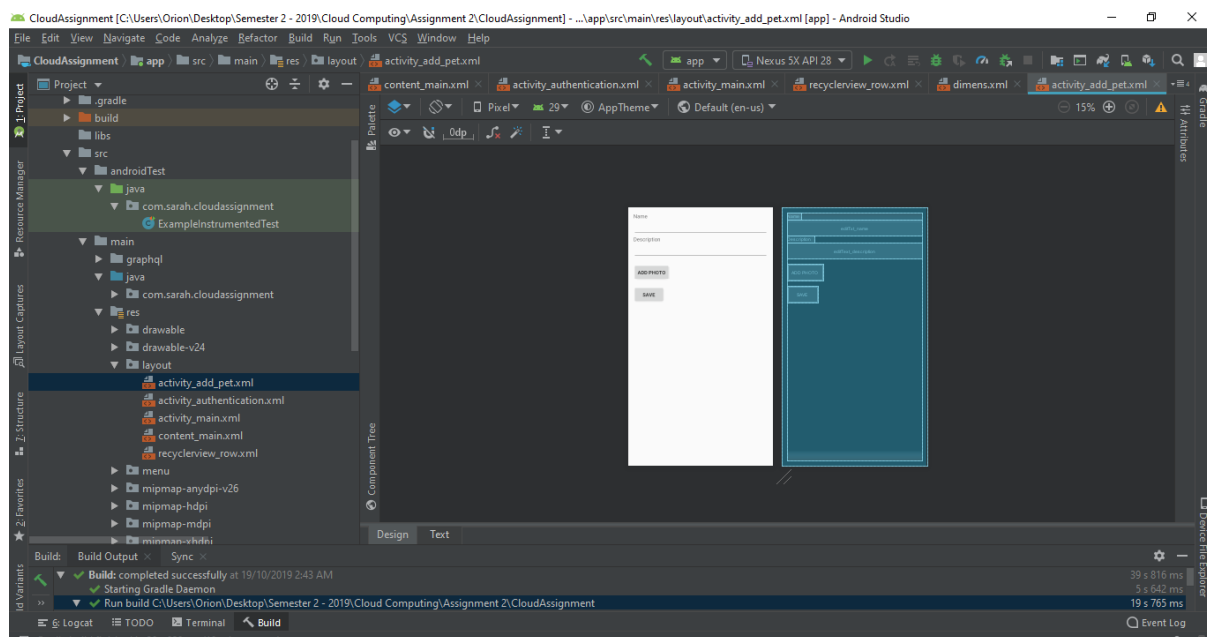 CloudAssignment [C:\Users\Orion\Desktop\Semester 2 - 2019\Cloud Computing\Assignment 2\CloudAssignment] - ...\app\src\main\res\layout\activity_add_pet.xml [app] - Android Studio
File Edit View Navigate Code Analyze Refactor Build Run Tools VCS Window Help
CloudAssignment app src main res layout activity_add_pet.xml app Nexus 5X API 28
1: Project
Resource Manager
Layout Captures
7: Structure
2: Favorites
ld Variants
Project
.gradle
build
libs
src
androidTest
java
com.sarah.cloudassignment
ExampleInstrumentedTest
main
graphql
java
com.sarah.cloudassignment
res
drawable
drawable-v24
layout
activity_add_pet.xml
activity_authentication.xml
activity_main.xml
content_main.xml
recyclerview_row.xml
menu
mipmap-anydpi-v26
mipmap-hdpi
mipmap-mdpi
mipmap-xhdpi
content_main.xml activity_authentication.xml activity_main.xml recyclerview_row.xml dimens.xml activity_add_pet.xml
Palette
Pixel 29 AppTheme Default (en-us) 15%
0dp
Component Tree
Name
Description
ADD PHOTO
SAVE
ADD PHOTO
SAVE
Gradle
Attributes
Device File Explorer
Design Text
Build: Build Output Sync
Build: completed successfully at 19/10/2019 2:43 AM 39 s 816 ms
Starting Gradle Daemon 5 s 642 ms
Run build C:\Users\Orion\Desktop\Semester 2 - 2019\Cloud Computing\Assignment 2\CloudAssignment 19 s 765 ms
6: Logcat TODO Terminal Build Event Log